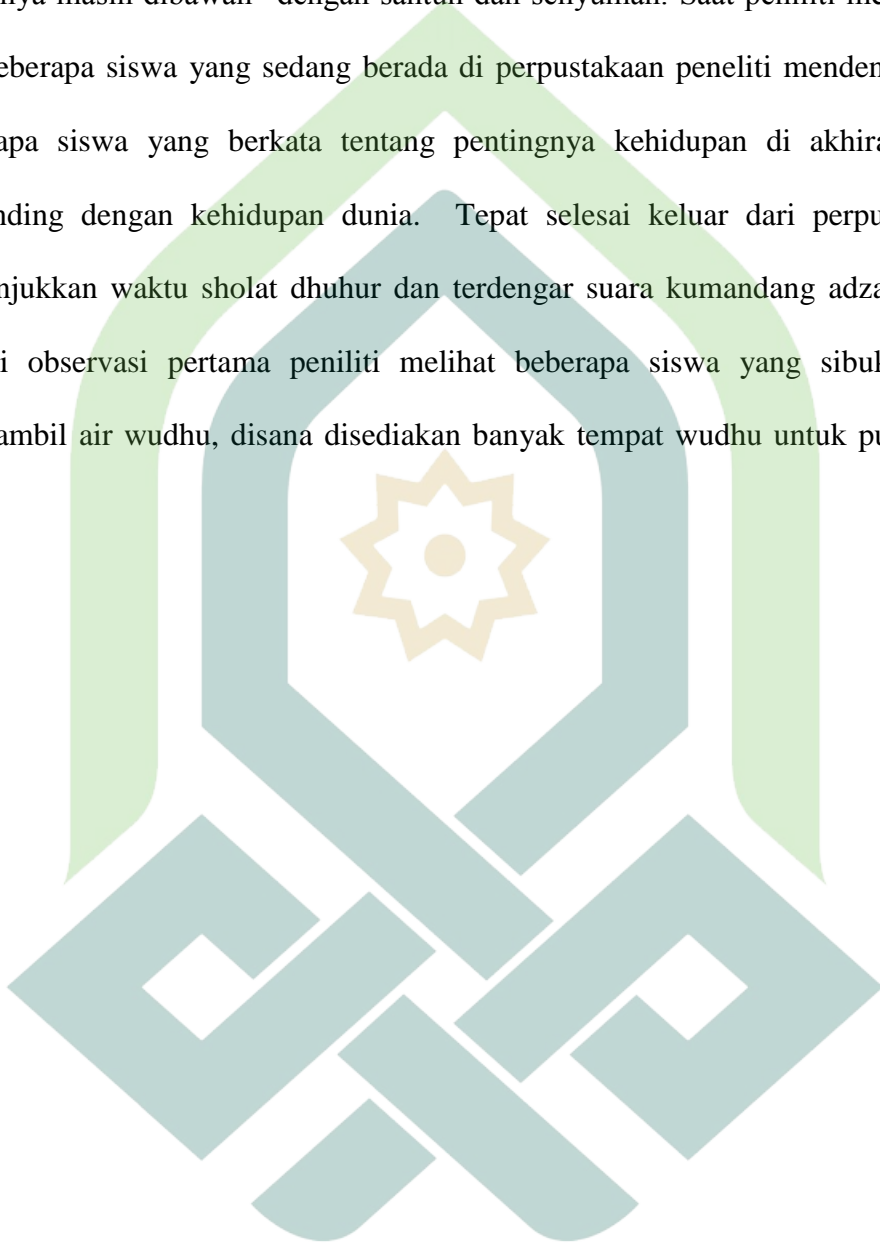 masih dibawah" dengan santun dan senyuman. Saat
eberapa siswa yang sedang berada di perpustakaan peneliti menden
apa siswa yang berkata tentang pentingnya kehidupan di akhira
nding dengan kehidupan dunia. Tepat selesai keluar dari perpu
njukkan waktu sholat dhuhur dan terdengar suara kumandang adza
i observasi pertama peniliti melihat beberapa siswa yang sibuk
ambil air wudhu, disana disediakan banyak tempat wudhu untuk pu